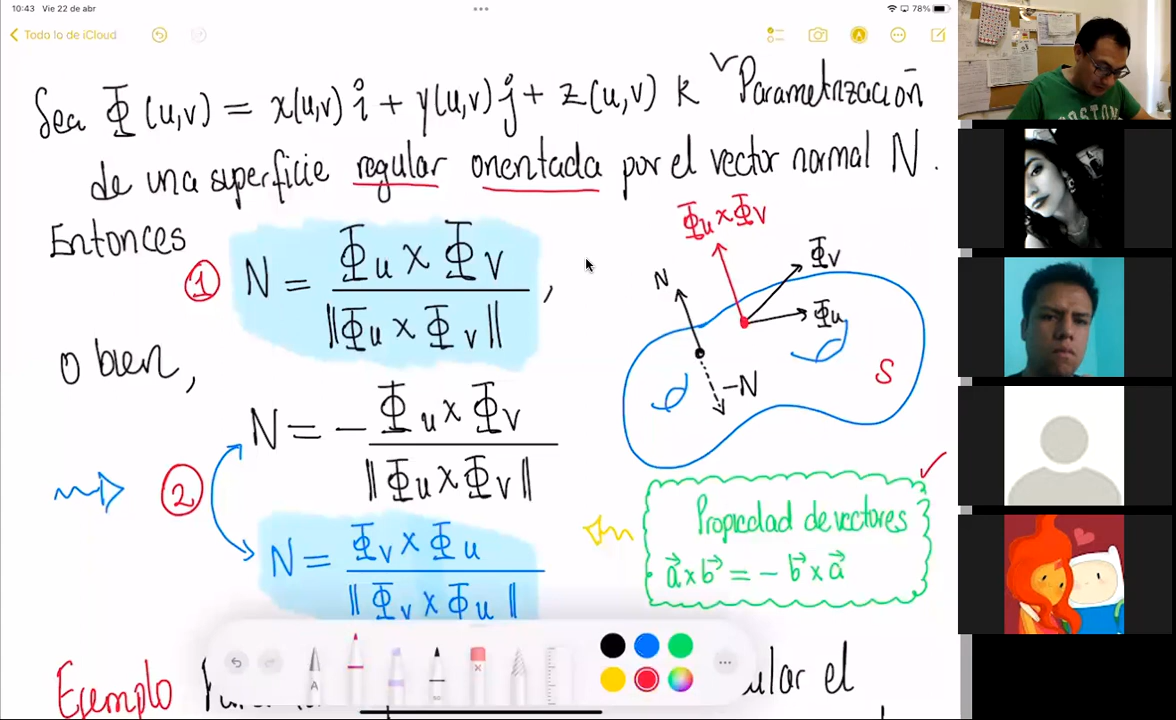 10:43 Vie 22 de abr
78%
Todo lo de iCloud
Sea Φ(u,v) = x(u,v) i + y(u,v) j + z(u,v) k Parametrización
de una superficie regular orientada por el vector normal N.
Entonces
① N = Φu × Φv / ||Φu × Φv|| ,
o bien,
N = - Φu × Φv / ||Φu × Φv||
② N = Φv × Φu / ||Φv × Φu||
Φu × Φv
N
Φv
Φu
-N
S
Propiedad de vectores
a⃗ × b⃗ = - b⃗ × a⃗
Ejemplo
ular el
A
BOSTON